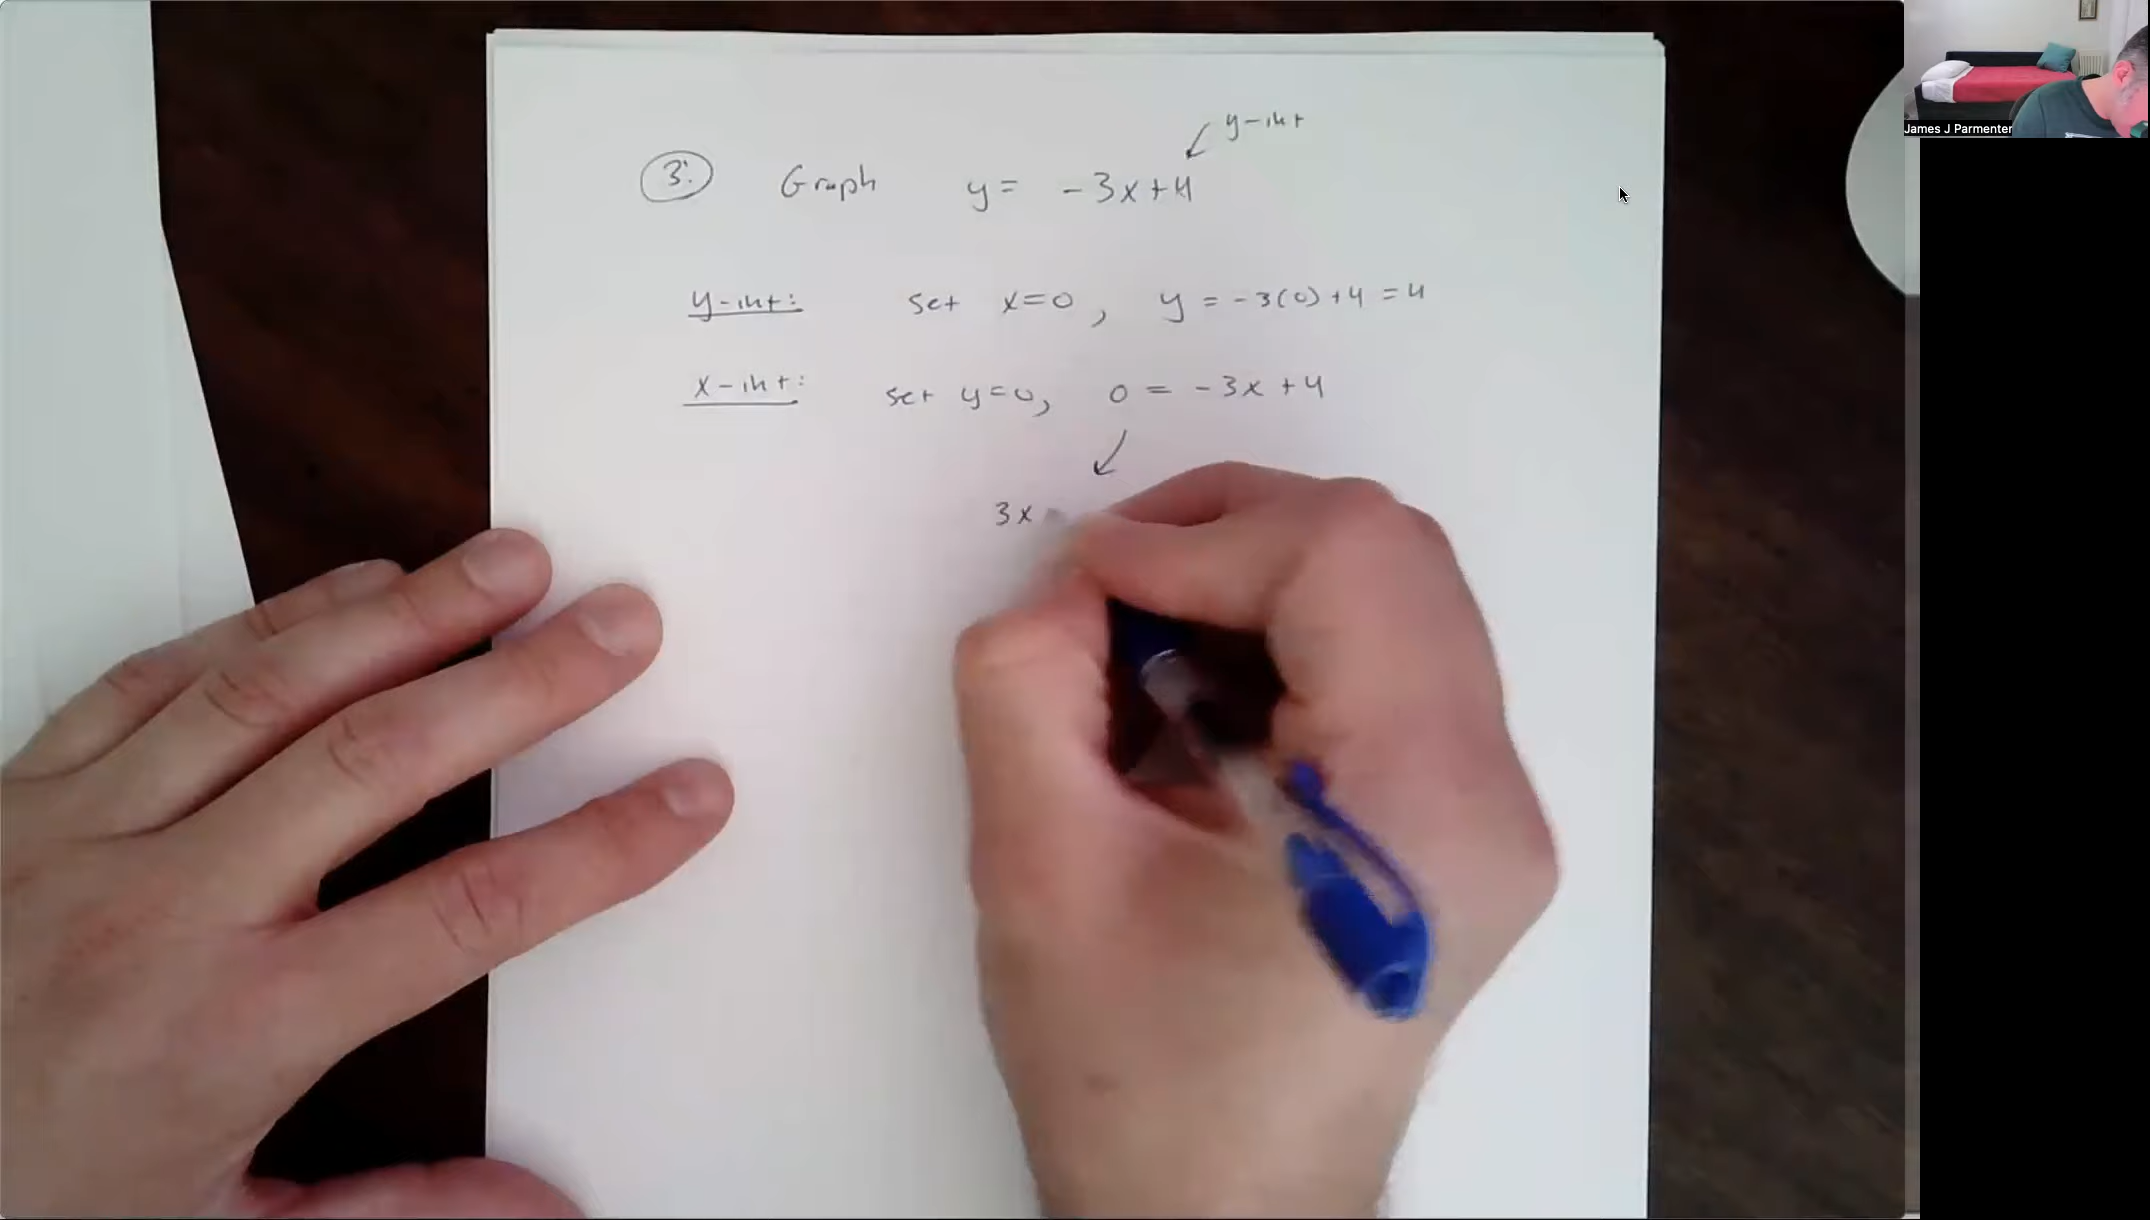 y-int
3. Graph y = -3x+4
y-int: set x=0, y = -3(0)+4 = 4
x-int: set y=0, 0 = -3x+4
3x
James J Parmenter